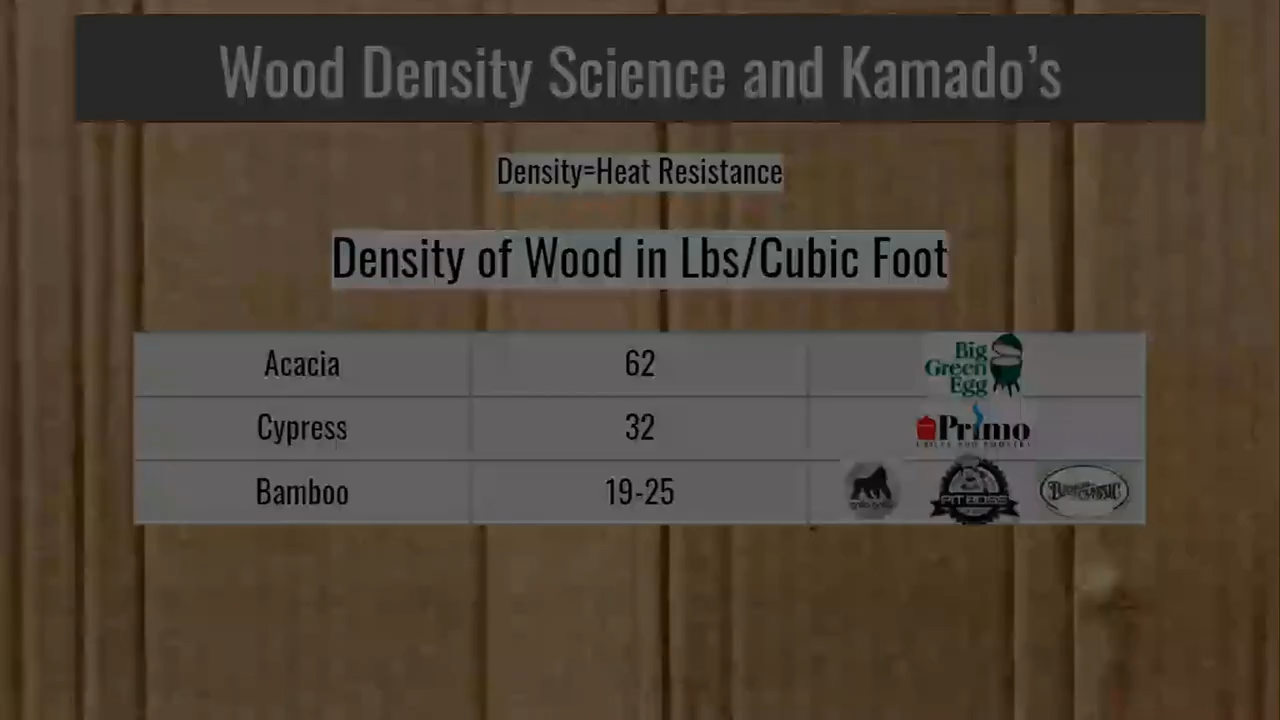 Wood Density Science and Kamado's
Density=Heat Resistance
Density of Wood in Lbs/Cubic Foot
Acacia 62 Big Green Egg
Cypress 32 Primo
Bamboo 19-25 PIT BOSS